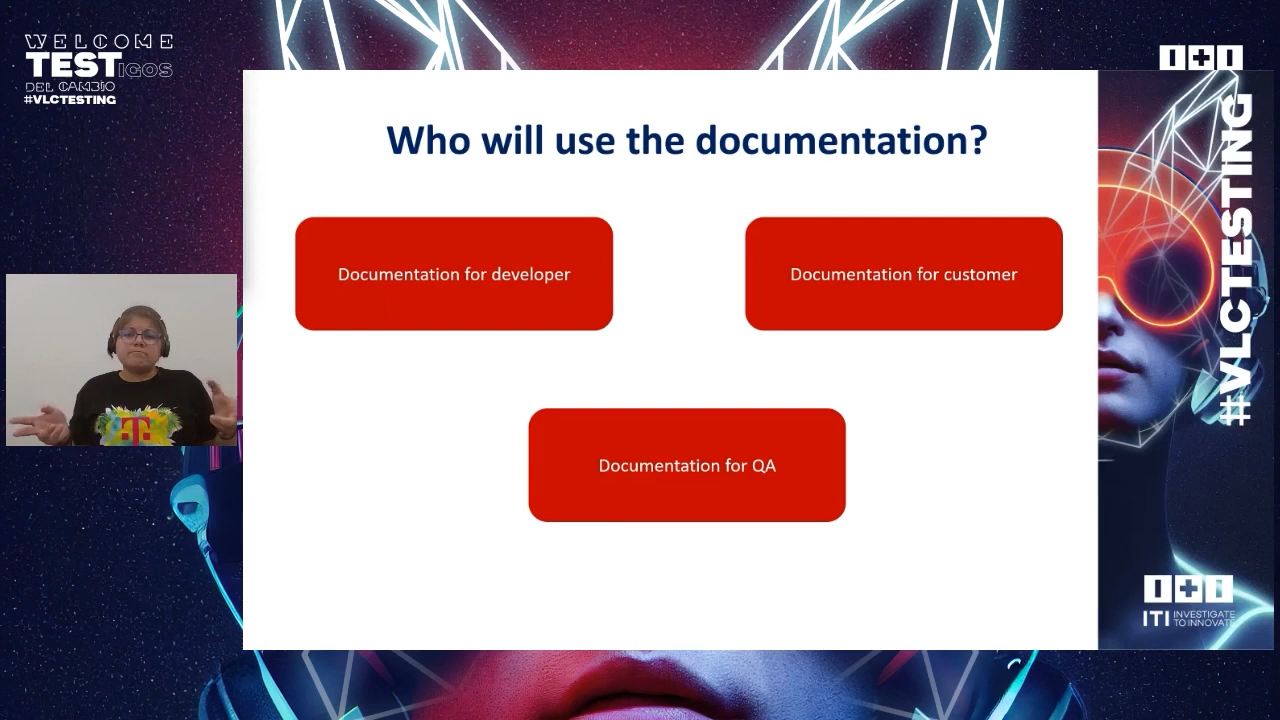 WELCOME
TESTIGOS
DEL CAMBIO
#VLCTESTING
Who will use the documentation?
Documentation for developer
Documentation for customer
Documentation for QA
T
#VLCTESTING
ITI INVESTIGATE
TO INNOVATE